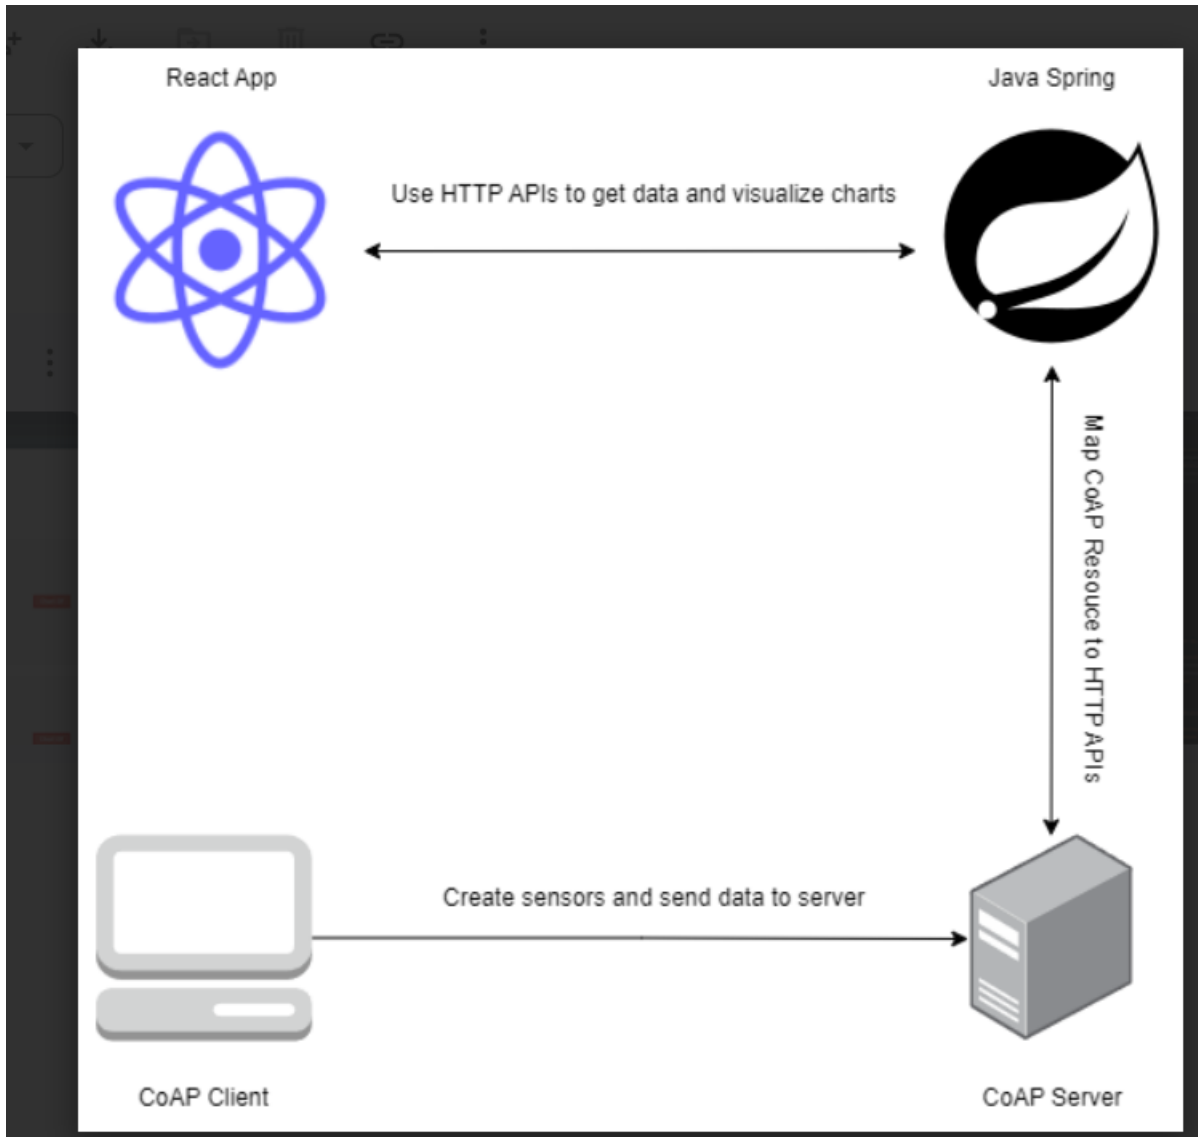 React App
Java Spring
Use HTTP APIs to get data and visualize charts
Map CoAP Resouce to HTTP APIs
Create sensors and send data to server
CoAP Client
CoAP Server